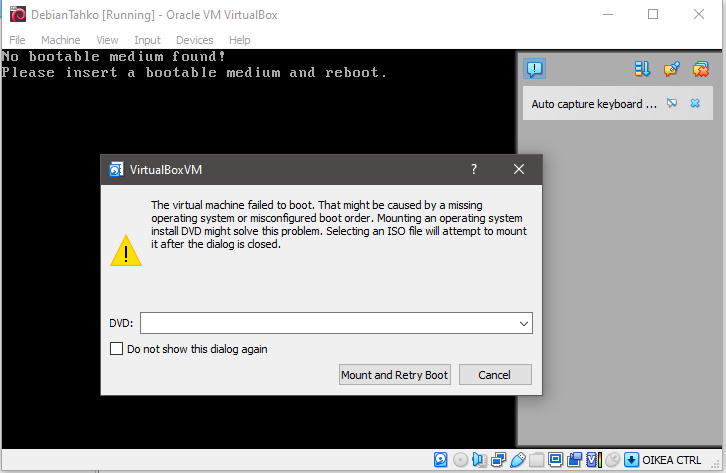 DebianTahko [Running] - Oracle VM VirtualBox
File Machine View Input Devices Help
No bootable medium found!
Please insert a bootable medium and reboot.
Auto capture keyboard ...
VirtualBoxVM
?
The virtual machine failed to boot. That might be caused by a missing
operating system or misconfigured boot order. Mounting an operating system
install DVD might solve this problem. Selecting an ISO file will attempt to mount
it after the dialog is closed.
DVD:
Do not show this dialog again
Mount and Retry Boot Cancel
OIKEA CTRL